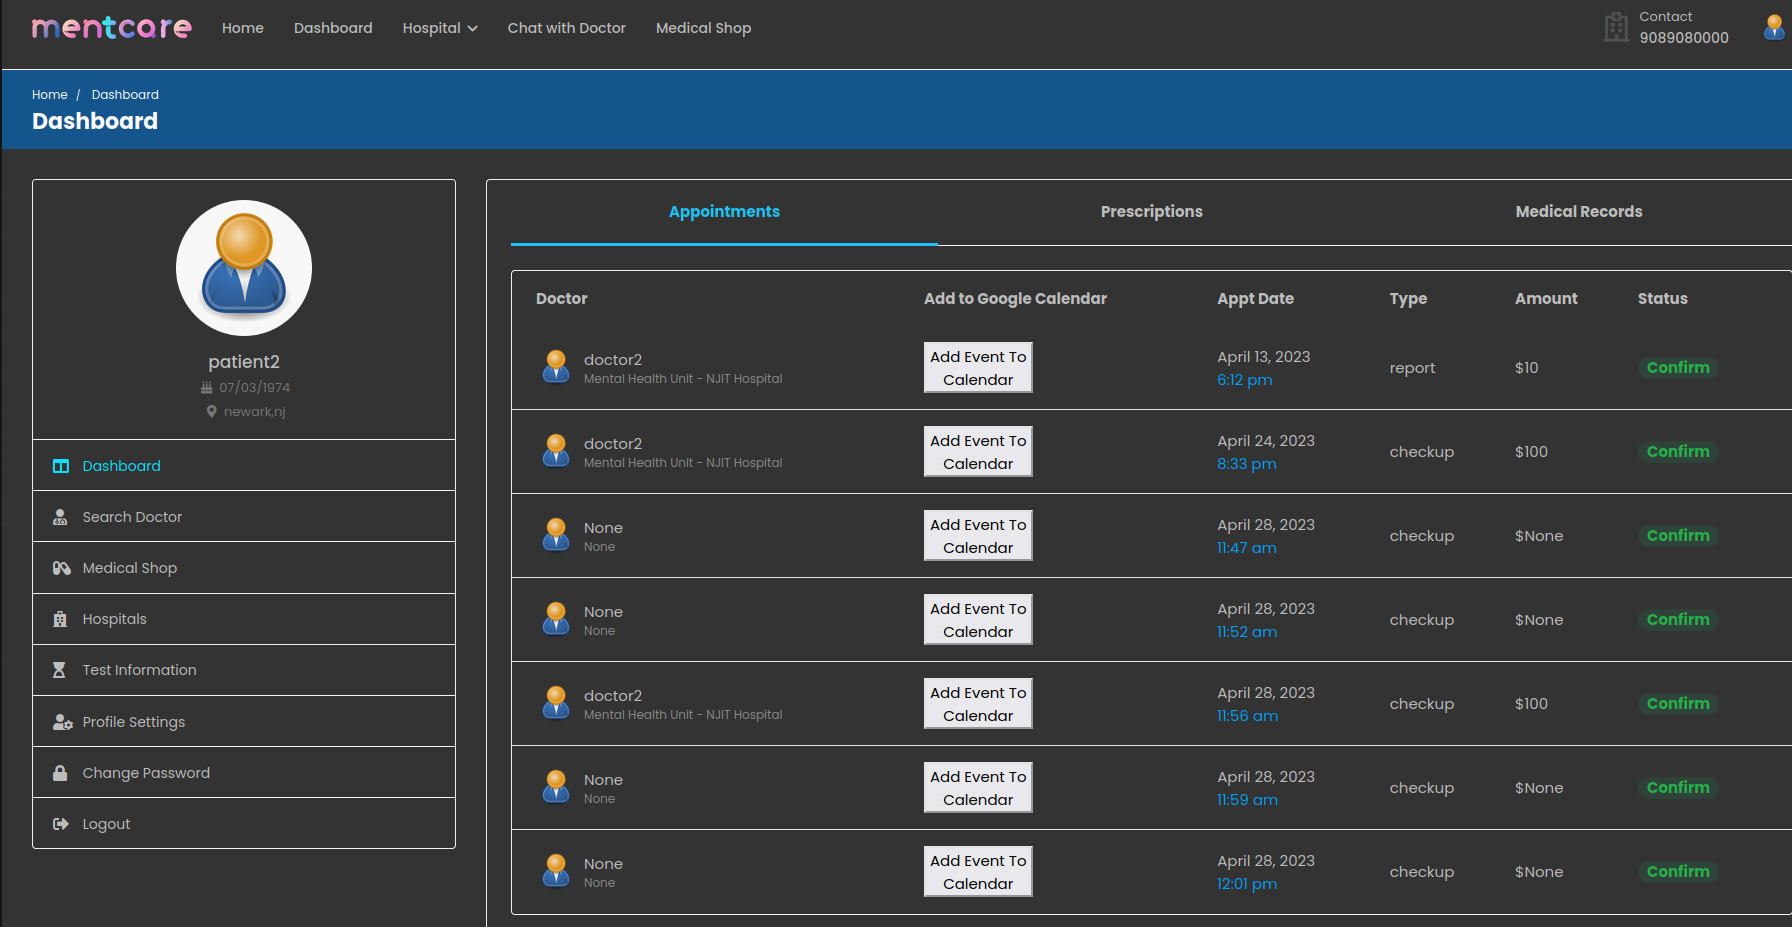 mentcare Home Dashboard Hospital Chat with Doctor Medical Shop
Contact
9089080000
Home / Dashboard
Dashboard
patient2
07/03/1974
newark,nj
Dashboard
Search Doctor
Medical Shop
Hospitals
Test Information
Profile Settings
Change Password
Logout
Appointments Prescriptions Medical Records
Doctor Add to Google Calendar Appt Date Type Amount Status
doctor2
Mental Health Unit - NJIT Hospital
Add Event To
Calendar
April 13, 2023
6:12 pm
report
$10
Confirm
doctor2
Mental Health Unit - NJIT Hospital
Add Event To
Calendar
April 24, 2023
8:33 pm
checkup
$100
Confirm
None
None
Add Event To
Calendar
April 28, 2023
11:47 am
checkup
$None
Confirm
None
None
Add Event To
Calendar
April 28, 2023
11:52 am
checkup
$None
Confirm
doctor2
Mental Health Unit - NJIT Hospital
Add Event To
Calendar
April 28, 2023
11:56 am
checkup
$100
Confirm
None
None
Add Event To
Calendar
April 28, 2023
11:59 am
checkup
$None
Confirm
None
None
Add Event To
Calendar
April 28, 2023
12:01 pm
checkup
$None
Confirm